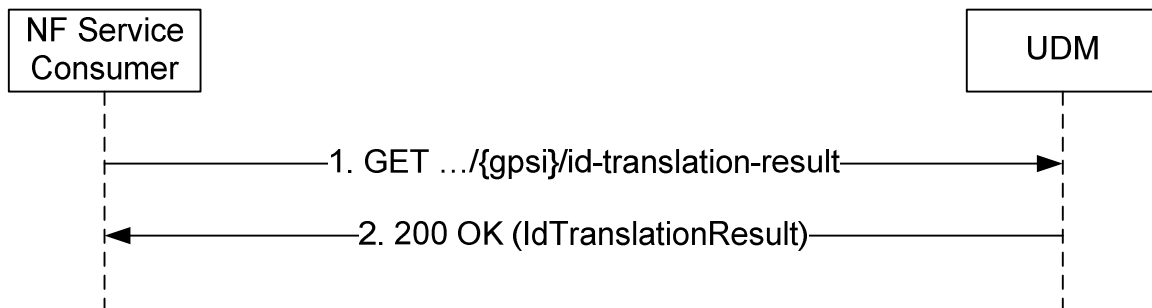 NF Service
Consumer
UDM
1. GET …/{gpsi}/id-translation-result
2. 200 OK (IdTranslationResult)